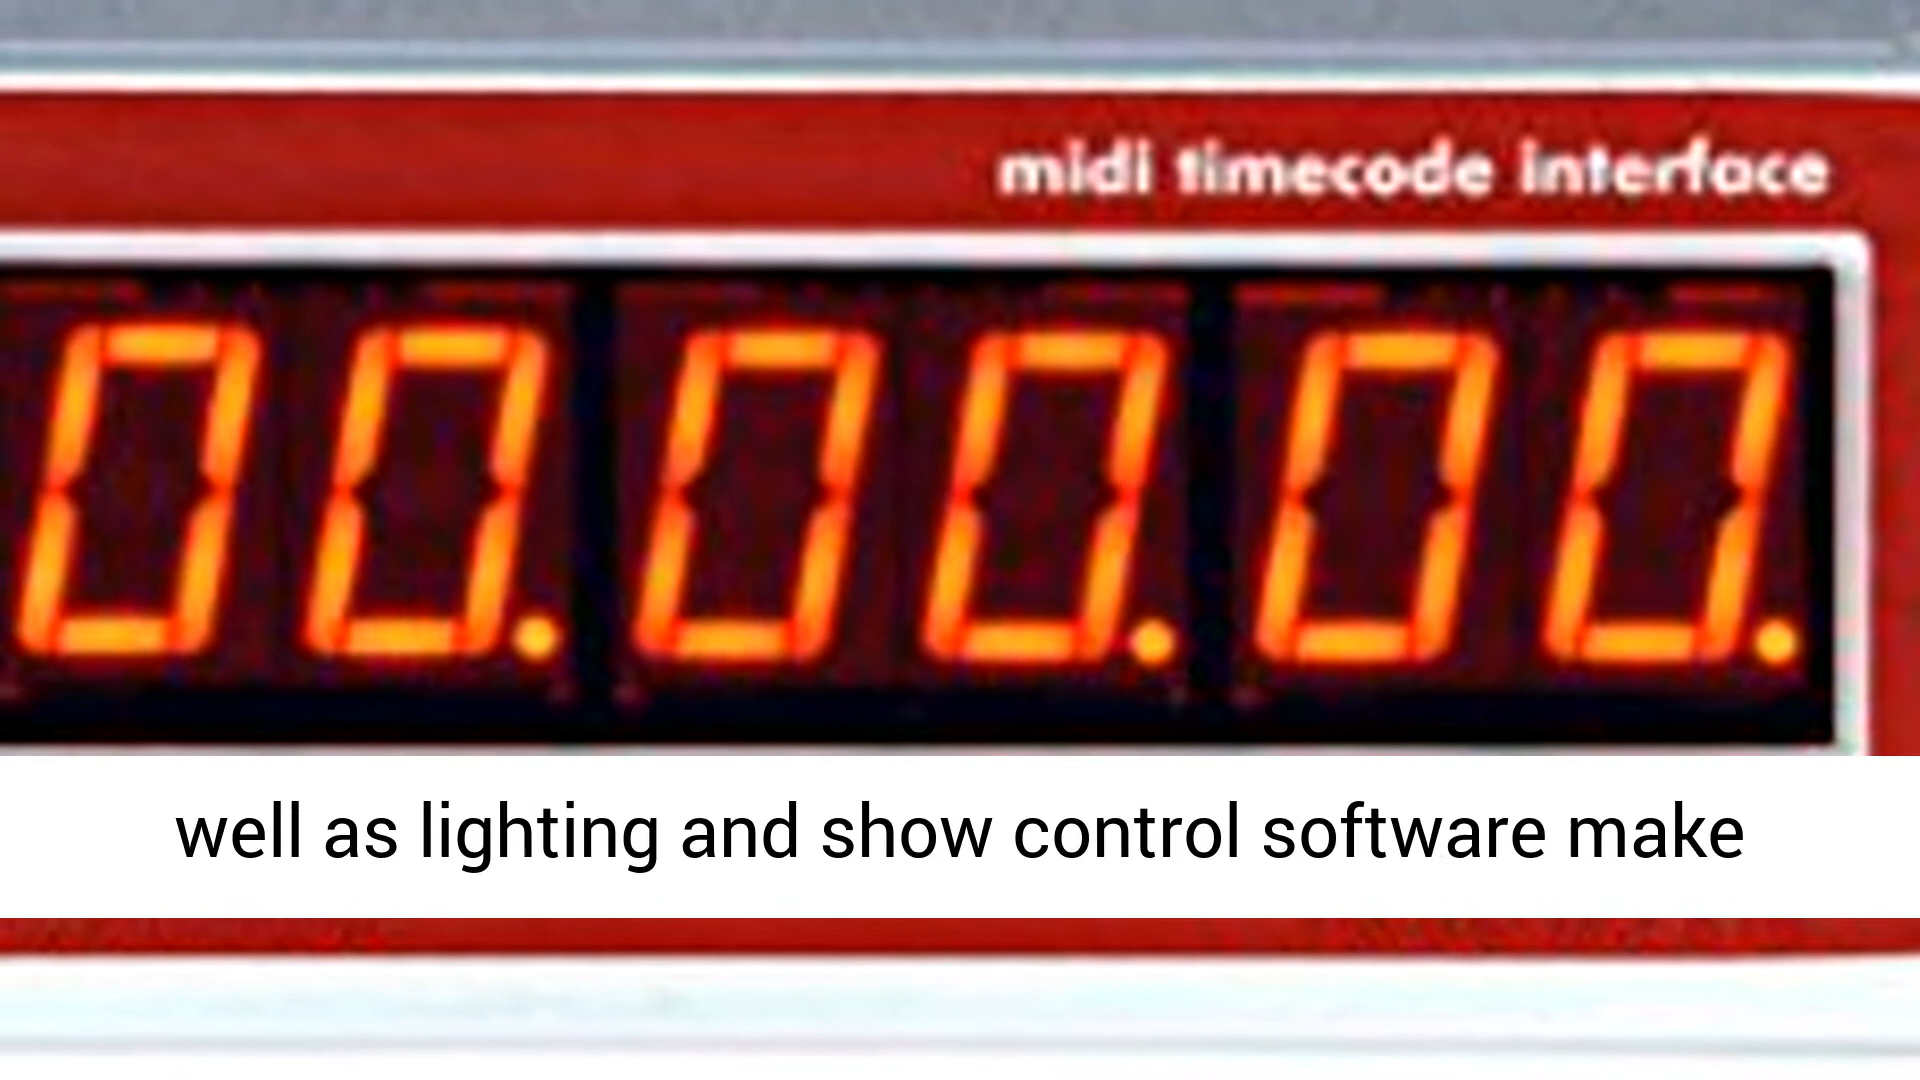 midi timecode interface
00.00.00.
well as lighting and show control software make